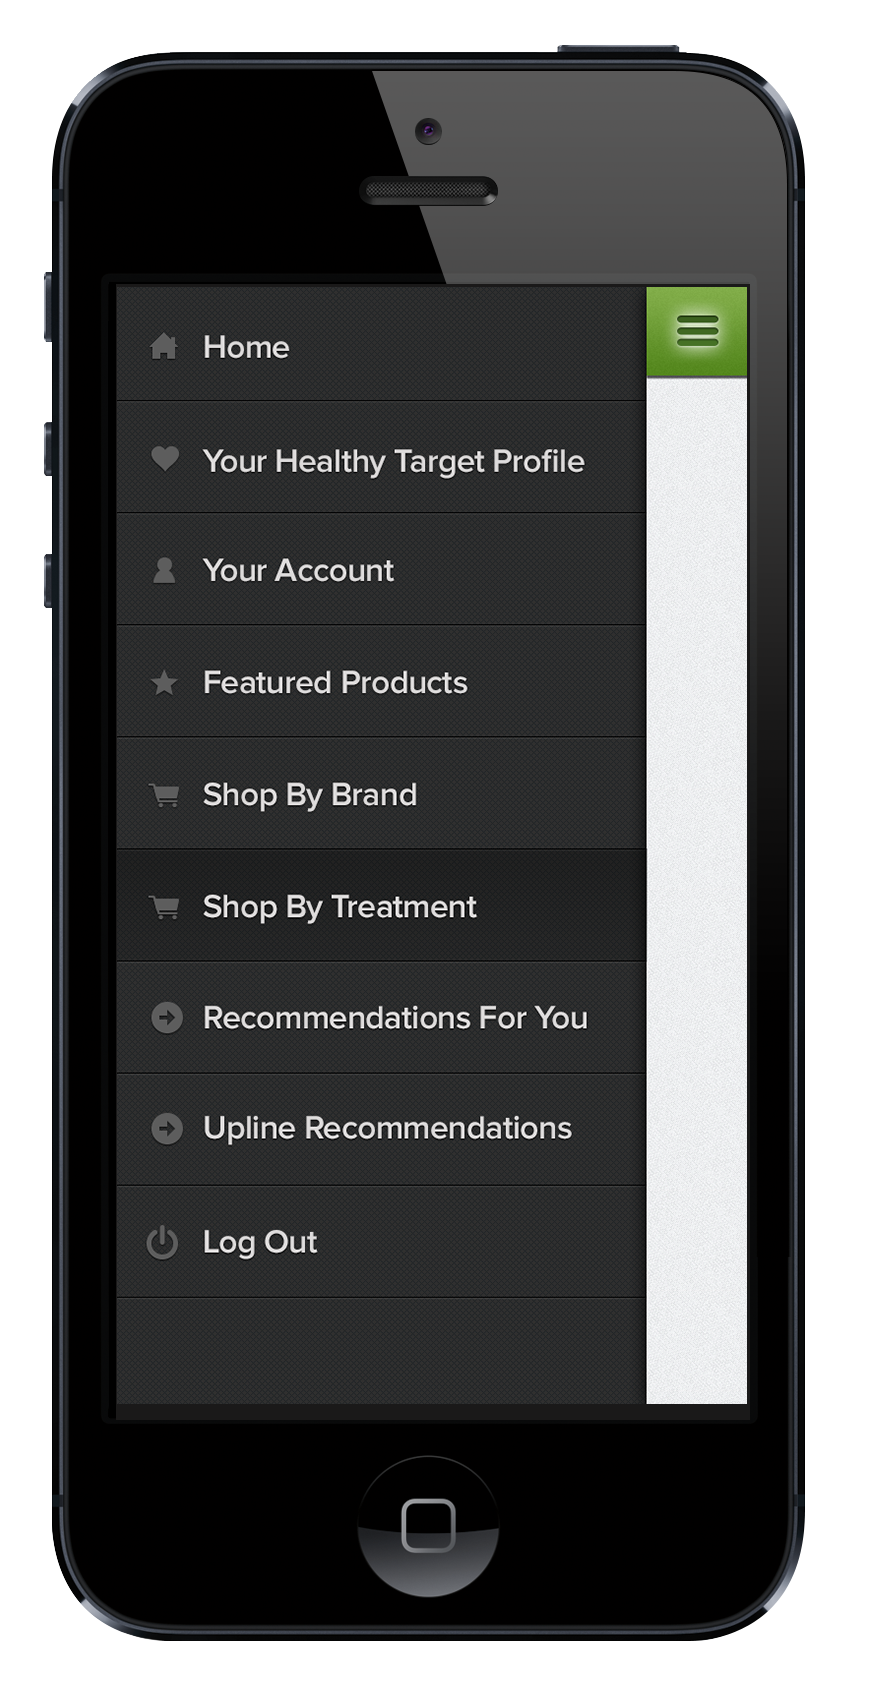 Home
Your Healthy Target Profile
Your Account
Featured Products
Shop By Brand
Shop By Treatment
Recommendations For You
Upline Recommendations
Log Out